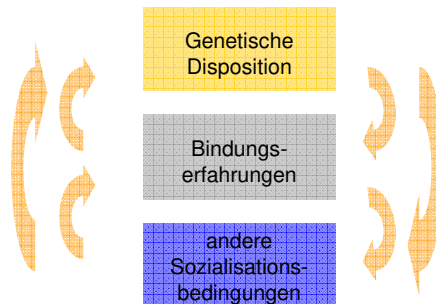 Genetische
Disposition
Bindungs-
erfahrungen
andere
Sozialisations-
bedingungen